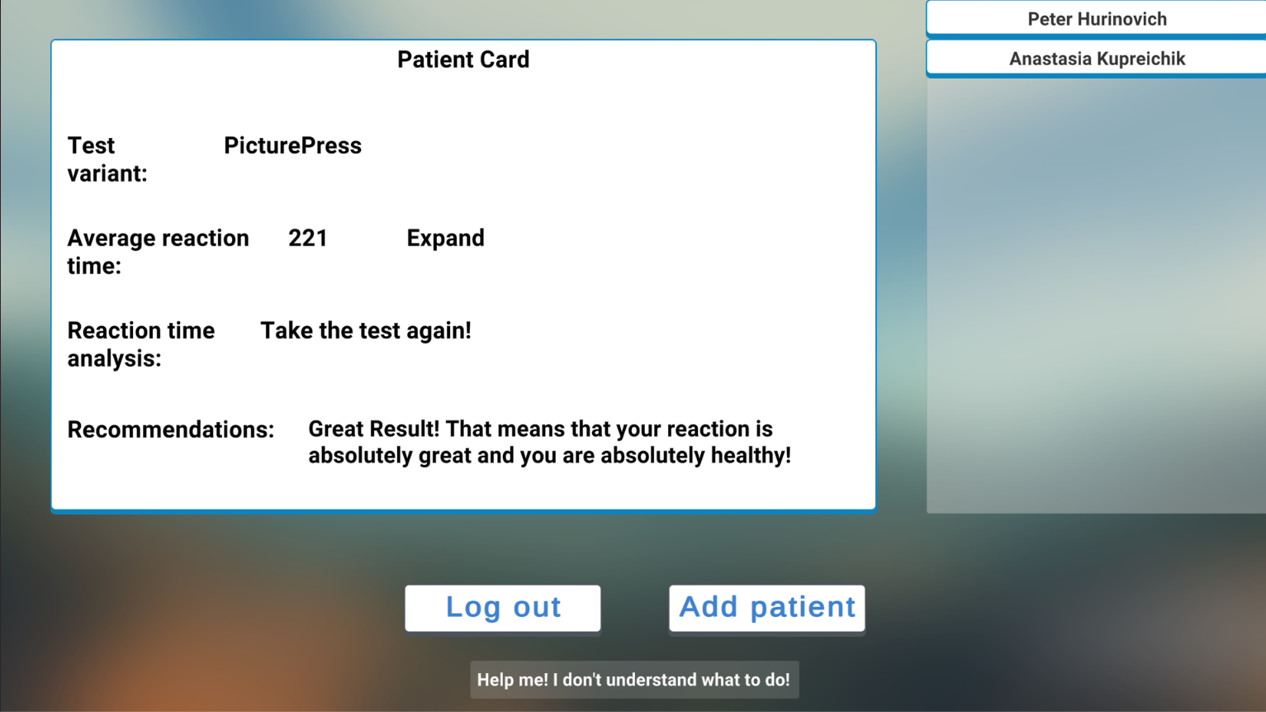 Peter Hurinovich
Anastasia Kupreichik
Patient Card
Test variant: PicturePress
Average reaction time: 221 Expand
Reaction time analysis: Take the test again!
Recommendations: Great Result! That means that your reaction is
absolutely great and you are absolutely healthy!
Log out
Add patient
Help me! I don't understand what to do!